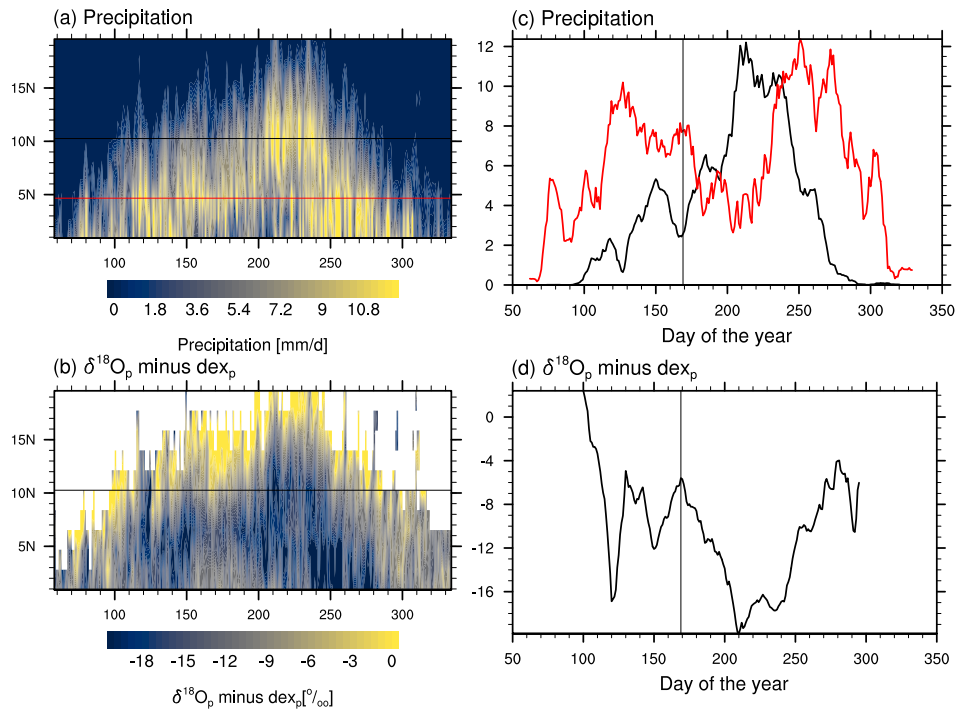 (a) Precipitation
15N
10N
5N
100 150 200 250 300
0 1.8 3.6 5.4 7.2 9 10.8
Precipitation [mm/d]
(b) δ¹⁸Oₚ minus dexₚ
15N
10N
5N
100 150 200 250 300
-18 -15 -12 -9 -6 -3 0
δ¹⁸Oₚ minus dexₚ[º/ₒₒ]
(c) Precipitation
12
10
8
6
4
2
0
50 100 150 200 250 300 350
Day of the year
(d) δ¹⁸Oₚ minus dexₚ
0
-4
-8
-12
-16
50 100 150 200 250 300 350
Day of the year